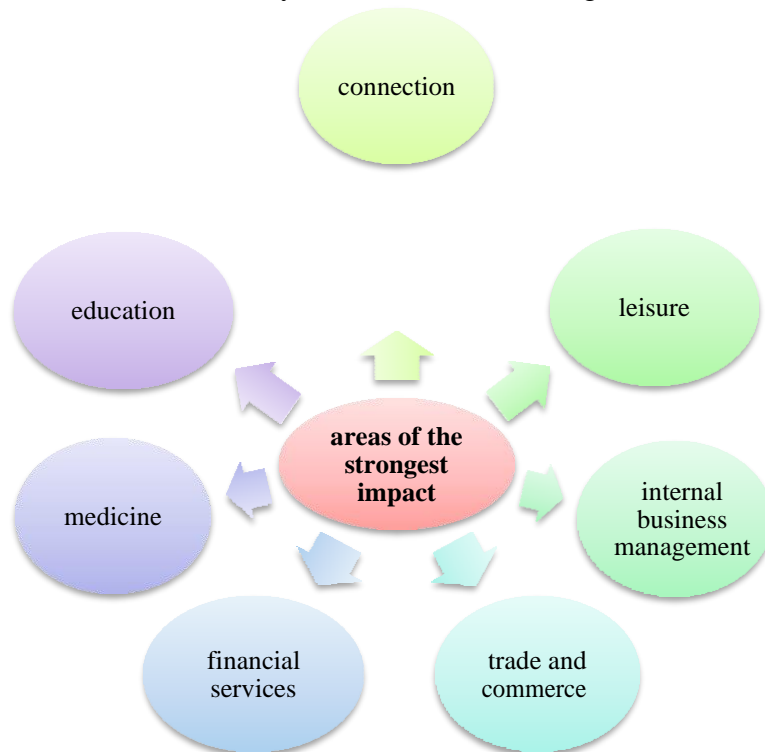 connection
education
leisure
areas of the
strongest
impact
medicine
internal
business
management
financial
services
trade and
commerce